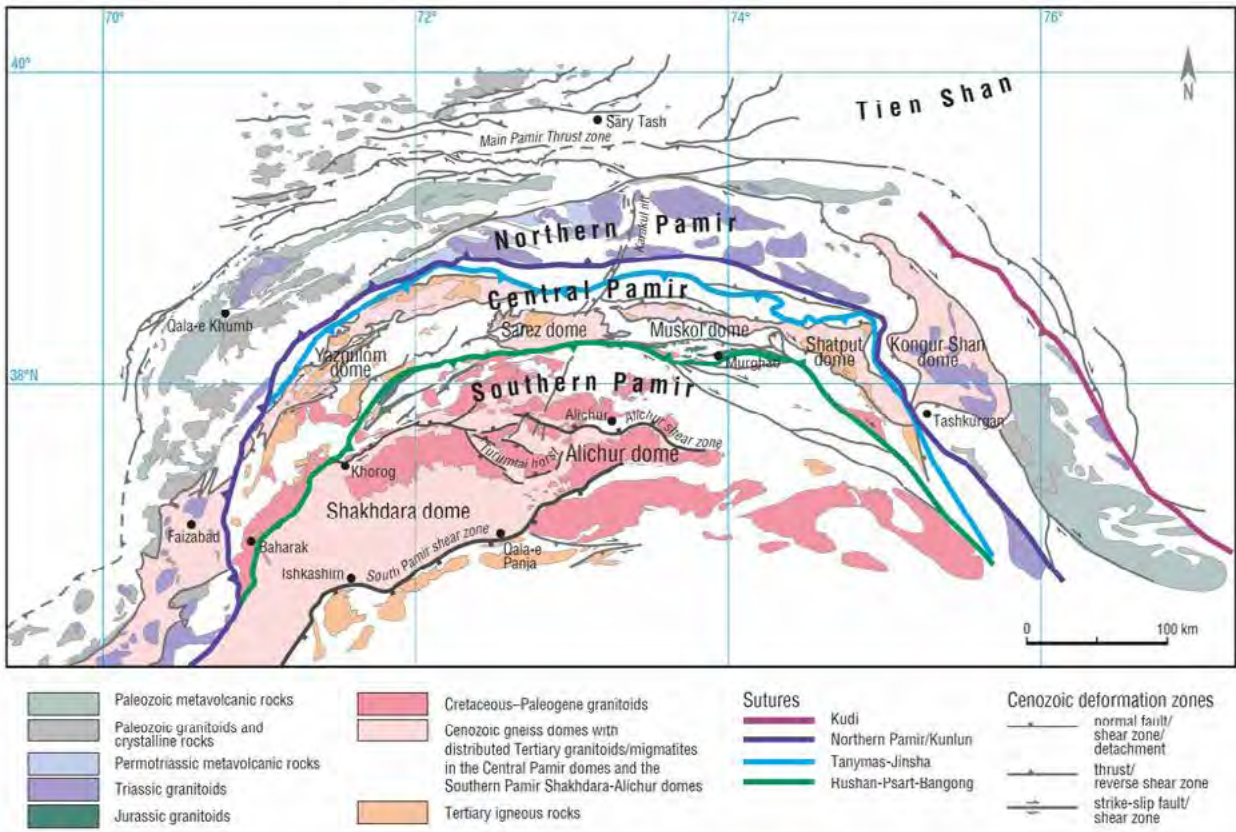 70°
72°
74°
76°
40°
N
Tien Shan
Sary Tash
Main Pamir Thrust zone
Northern Pamir
Karakul rift
Central Pamir
Qala-e Khumb
Sarez dome
Muskol dome
Shatput
dome
Kongur Shan
dome
Yazgulom
dome
Murghab
38°N
Southern Pamir
Alichur
Alichur shear zone
Tashkurgan
Khorog
Turumtai horst
Alichur dome
Shakhdara dome
Faizabad
Baharak
Qala-e
Panja
Ishkashim
South Pamir shear zone
0
100 km
Paleozoic metavolcanic rocks
Paleozoic granitoids and
crystalline rocks
Permotriassic metavolcanic rocks
Triassic granitoids
Jurassic granitoids
Cretaceous–Paleogene granitoids
Cenozoic gneiss domes with
distributed Tertiary granitoids/migmatites
in the Central Pamir domes and the
Southern Pamir Shakhdara-Alichur domes
Tertiary igneous rocks
Sutures
Kudi
Northern Pamir/Kunlun
Tanymas-Jinsha
Rushan-Psart-Bangong
Cenozoic deformation zones
normal fault/
shear zone/
detachment
thrust/
reverse shear zone
strike-slip fault/
shear zone